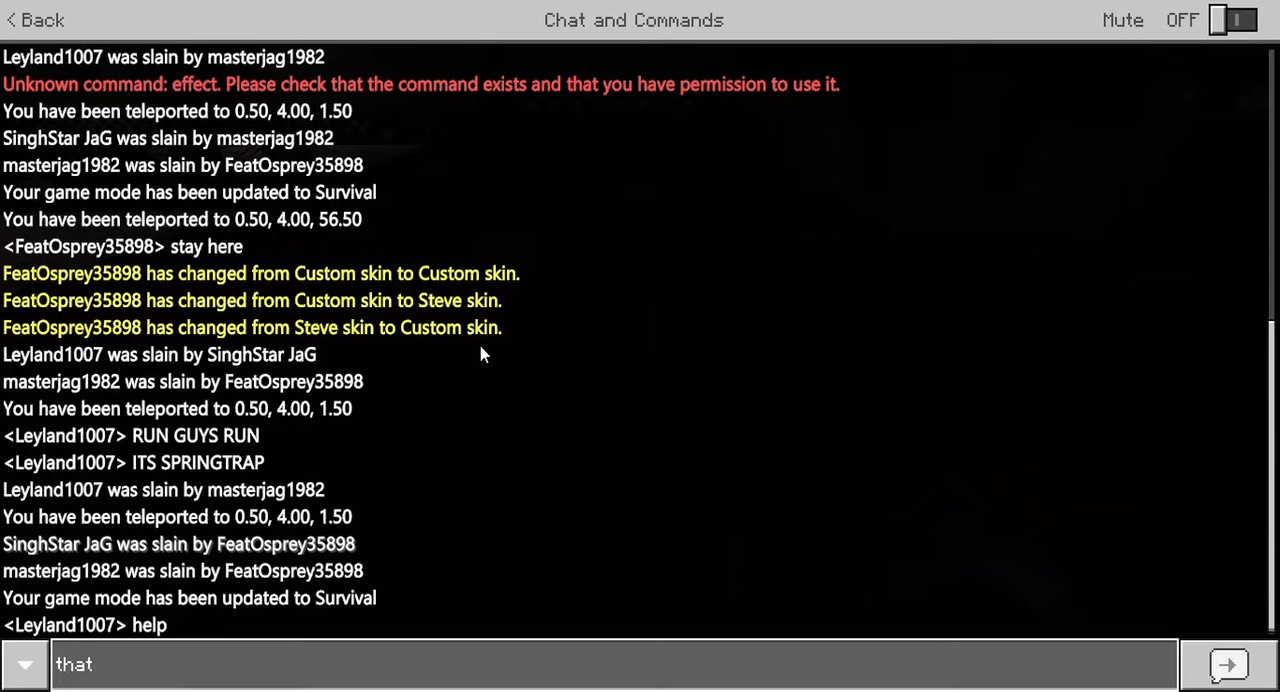 < Back
Chat and Commands
Mute OFF
Leyland1007 was slain by masterjag1982
Unknown command: effect. Please check that the command exists and that you have permission to use it.
You have been teleported to 0.50, 4.00, 1.50
SinghStar JaG was slain by masterjag1982
masterjag1982 was slain by FeatOsprey35898
Your game mode has been updated to Survival
You have been teleported to 0.50, 4.00, 56.50
<FeatOsprey35898> stay here
FeatOsprey35898 has changed from Custom skin to Custom skin.
FeatOsprey35898 has changed from Custom skin to Steve skin.
FeatOsprey35898 has changed from Steve skin to Custom skin.
Leyland1007 was slain by SinghStar JaG
masterjag1982 was slain by FeatOsprey35898
You have been teleported to 0.50, 4.00, 1.50
<Leyland1007> RUN GUYS RUN
<Leyland1007> ITS SPRINGTRAP
Leyland1007 was slain by masterjag1982
You have been teleported to 0.50, 4.00, 1.50
SinghStar JaG was slain by FeatOsprey35898
masterjag1982 was slain by FeatOsprey35898
Your game mode has been updated to Survival
<Leyland1007> help
that